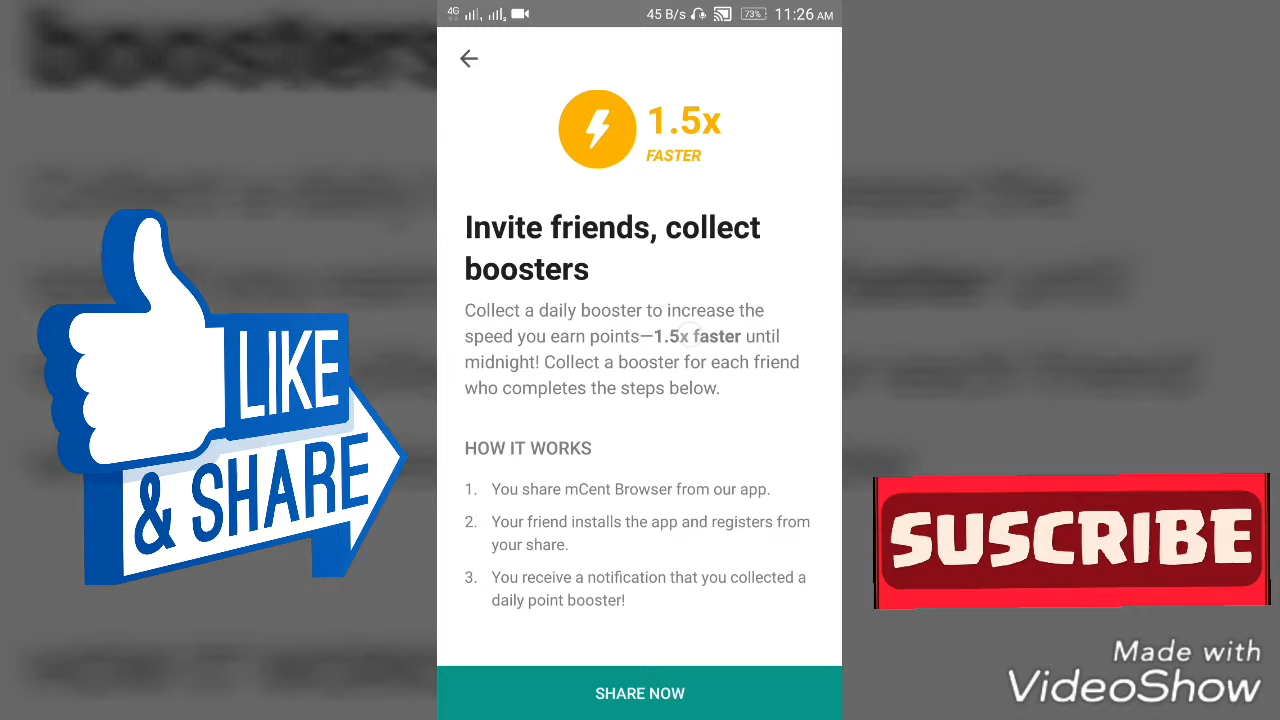 4G
45 B/s
73%
11:26 AM
1.5x
FASTER
Invite friends, collect
boosters
Collect a daily booster to increase the
speed you earn points—1.5x faster until
midnight! Collect a booster for each friend
who completes the steps below.
HOW IT WORKS
1. You share mCent Browser from our app.
2. Your friend installs the app and registers from
your share.
3. You receive a notification that you collected a
daily point booster!
SHARE NOW
LIKE
& SHARE
SUSCRIBE
Made with
VideoShow
boosters